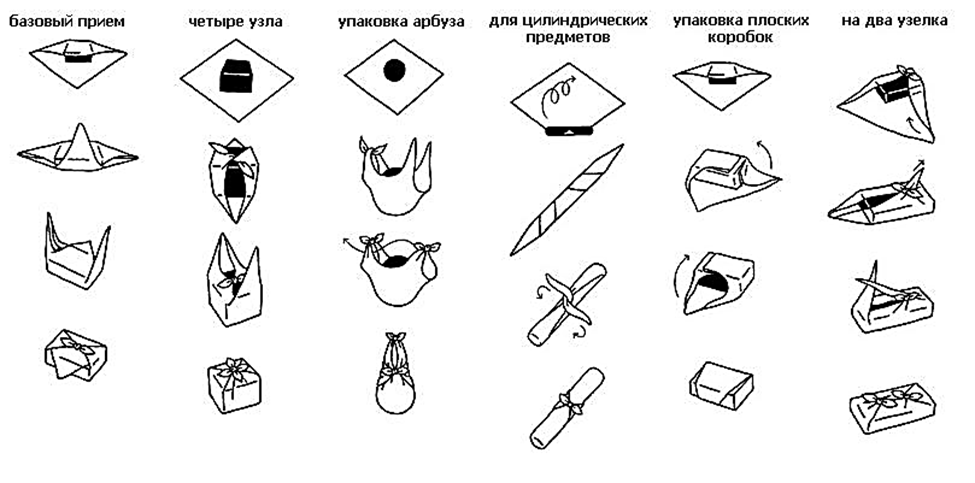 базовый прием
четыре узла
упаковка арбуза
для цилиндрических
предметов
упаковка плоских
коробок
на два узелка